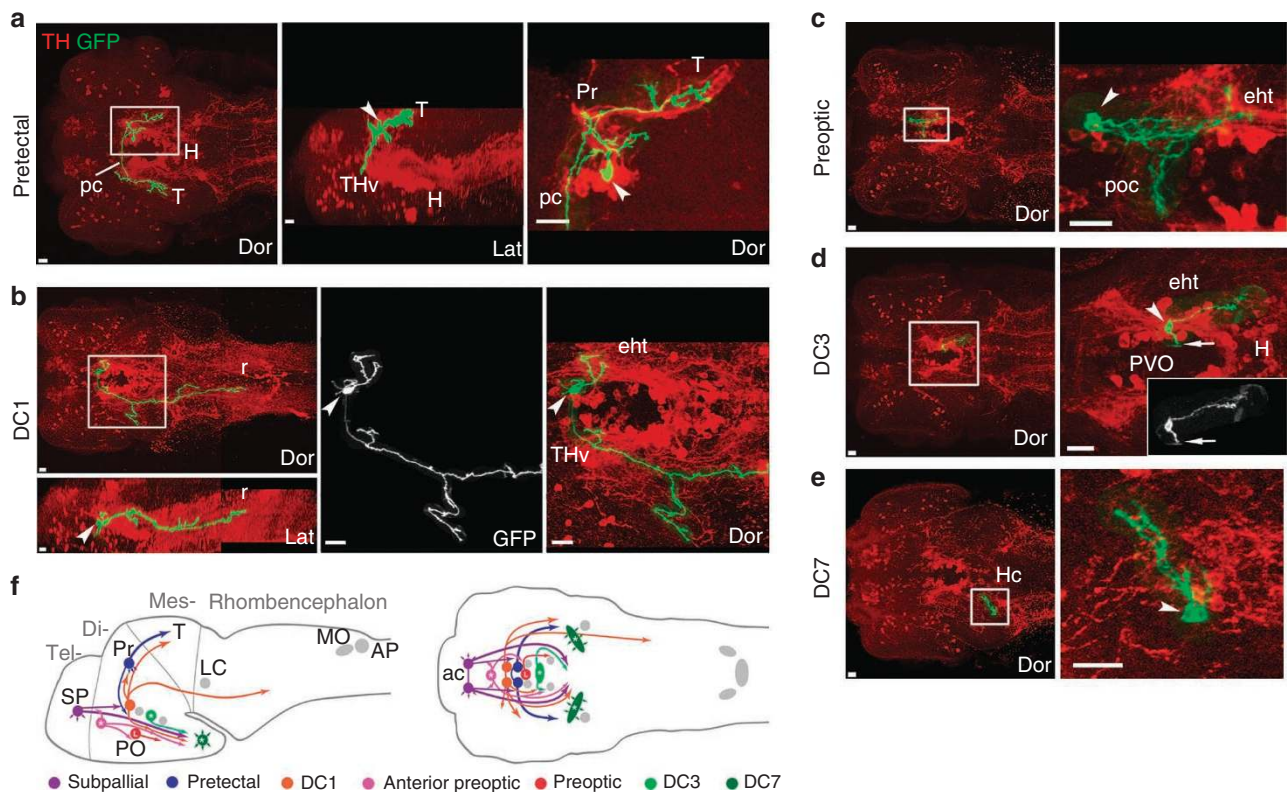 a
Pretectal
TH GFP
pc
H
T
Dor
T
THv
H
Lat
Pr
T
pc
Dor
b
DC1
r
Dor
r
Lat
GFP
eht
THv
Dor
c
Preoptic
Dor
eht
poc
d
DC3
Dor
eht
PVO
H
e
DC7
Hc
Dor
f
Tel-
Di-
Mes-
Rhombencephalon
SP
Pr
T
LC
MO
AP
PO
ac
Subpallial
Pretectal
DC1
Anterior preoptic
Preoptic
DC3
DC7